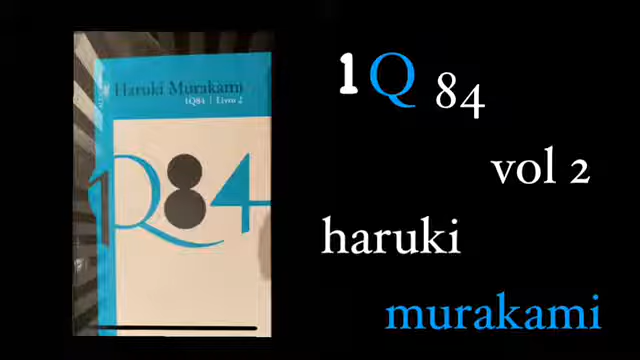 Haruki Murakami
1Q84 | Livro 2
1Q84
1Q 84
vol 2
haruki
murakami